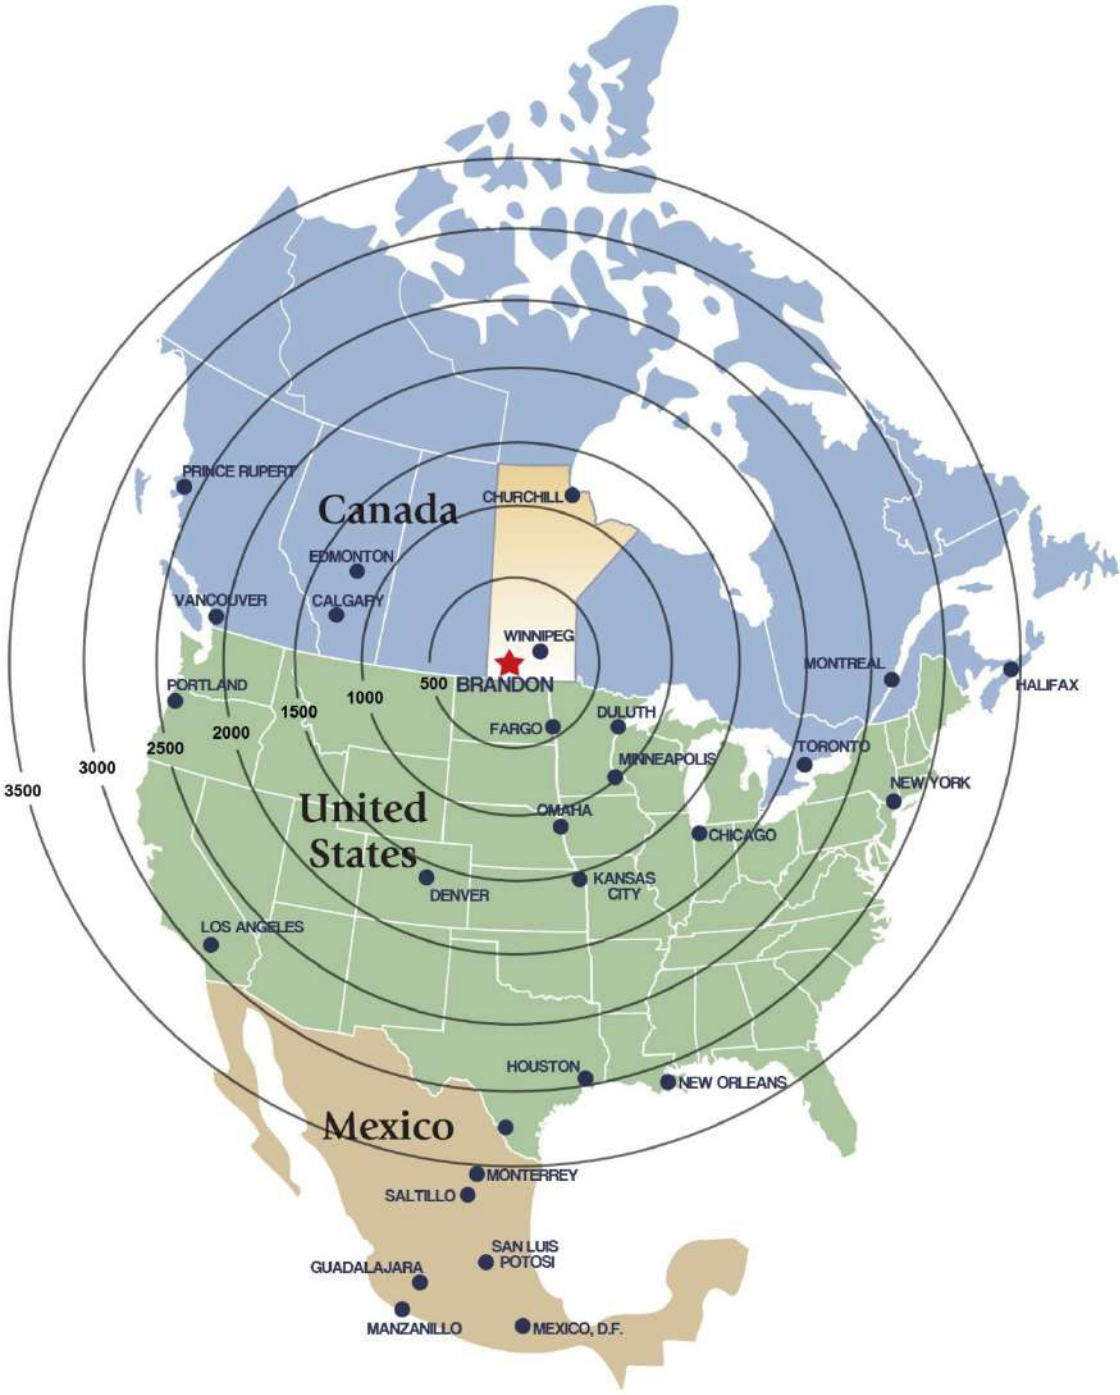 PRINCE RUPERT
CHURCHILL
Canada
EDMONTON
VANCOUVER
CALGARY
WINNIPEG
BRANDON
MONTREAL
HALIFAX
PORTLAND
500
1000
1500
2000
2500
3000
3500
FARGO
DULUTH
MINNEAPOLIS
TORONTO
NEW YORK
United
States
OMAHA
CHICAGO
DENVER
KANSAS
CITY
LOS ANGELES
HOUSTON
NEW ORLEANS
Mexico
MONTERREY
SALTILLO
SAN LUIS
POTOSI
GUADALAJARA
MANZANILLO
MEXICO, D.F.